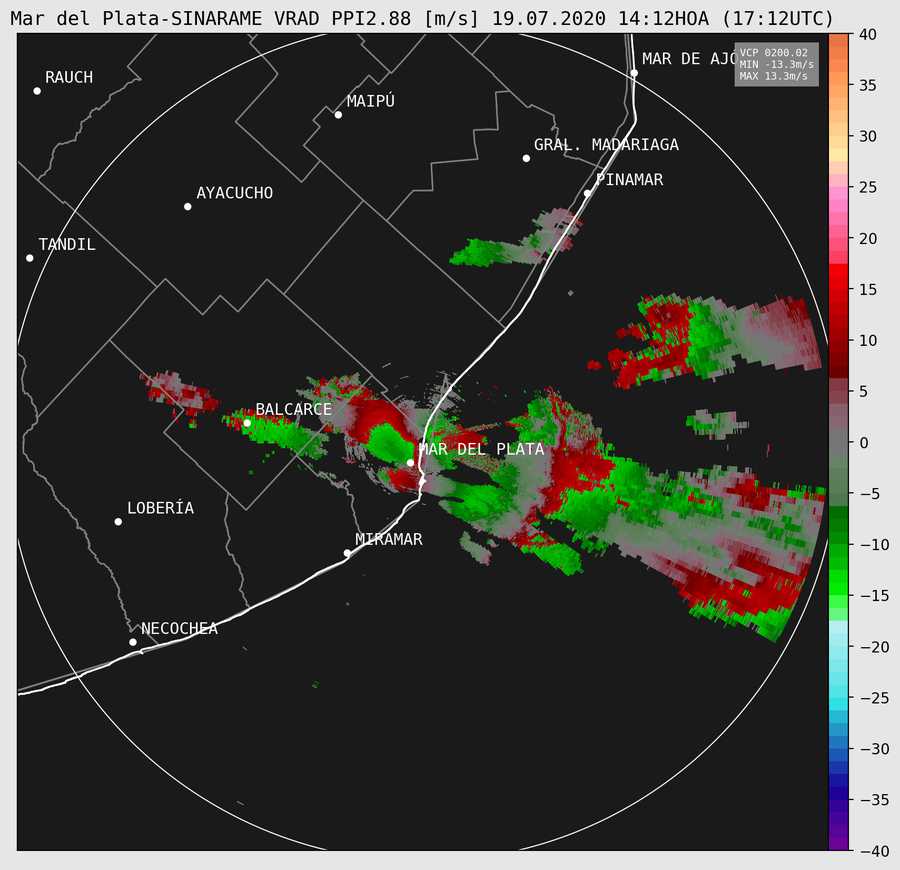 Mar del Plata-SINARAME VRAD PPI2.88 [m/s] 19.07.2020 14:12HOA (17:12UTC)
VCP 0200.02
MIN -13.3m/s
MAX 13.3m/s
MAR DE AJÓ
RAUCH
MAIPÚ
GRAL. MADARIAGA
PINAMAR
AYACUCHO
TANDIL
BALCARCE
MAR DEL PLATA
LOBERÍA
MIRAMAR
NECOCHEA
40
35
30
25
20
15
10
5
0
−5
−10
−15
−20
−25
−30
−35
−40